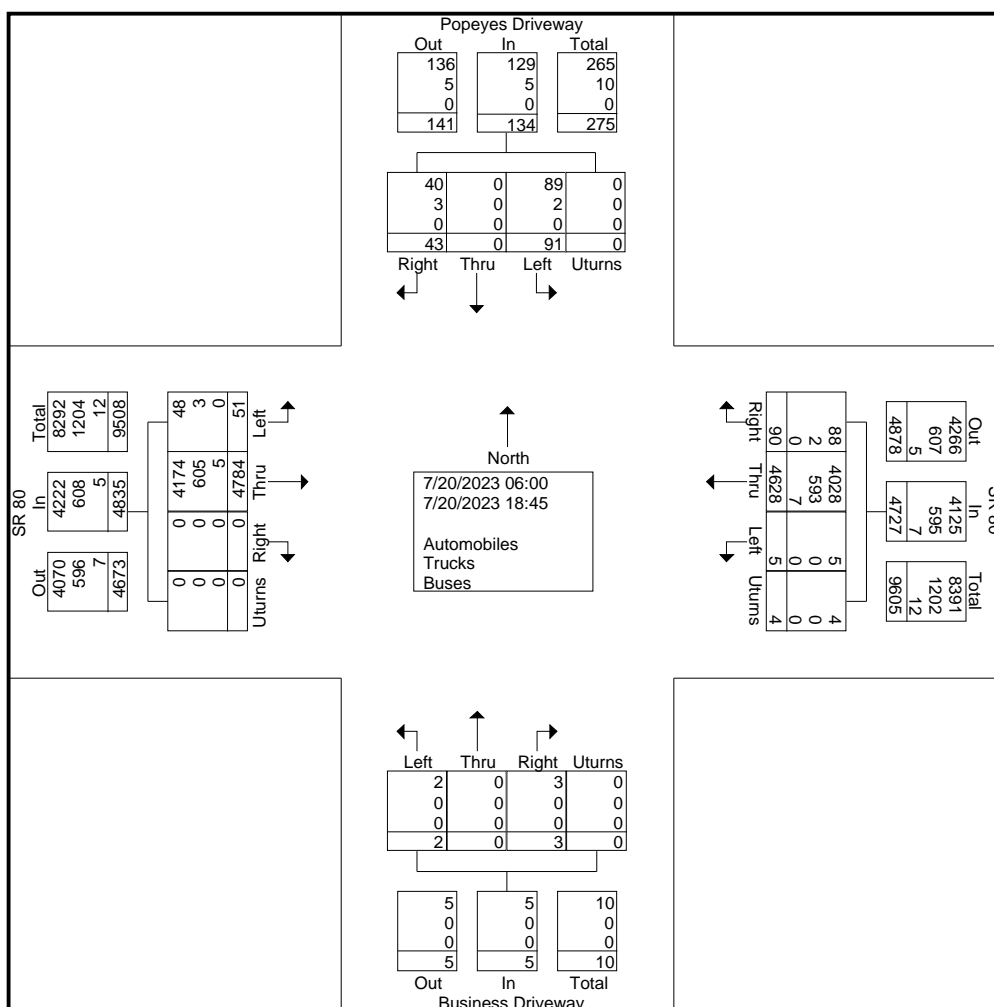 Popeyes Driveway
Out In Total
136 129 265
5 5 10
0 0 0
141 134 275
40 0 89 0
3 0 2 0
0 0 0 0
43 0 91 0
Right Thru Left Uturns
SR 80
Total In Out
8292 4222 4070
1204 608 596
12 5 7
9508 4835 4673
48 4174 0 0
3 605 0 0
0 5 0 0
51 4784 0 0
Left Thru Right Uturns
North
7/20/2023 06:00
7/20/2023 18:45
Automobiles
Trucks
Buses
Right Thru Left Uturns
90 4628 5 4
0 7 0 0
2 593 0 0
88 4028 5 4
Out In Total
4878 4727 9605
5 7 12
607 595 1202
4266 4125 8391
SR 80
Left Thru Right Uturns
2 0 3 0
0 0 0 0
0 0 0 0
2 0 3 0
5 5 10
0 0 0
0 0 0
5 5 10
Out In Total
Business Driveway